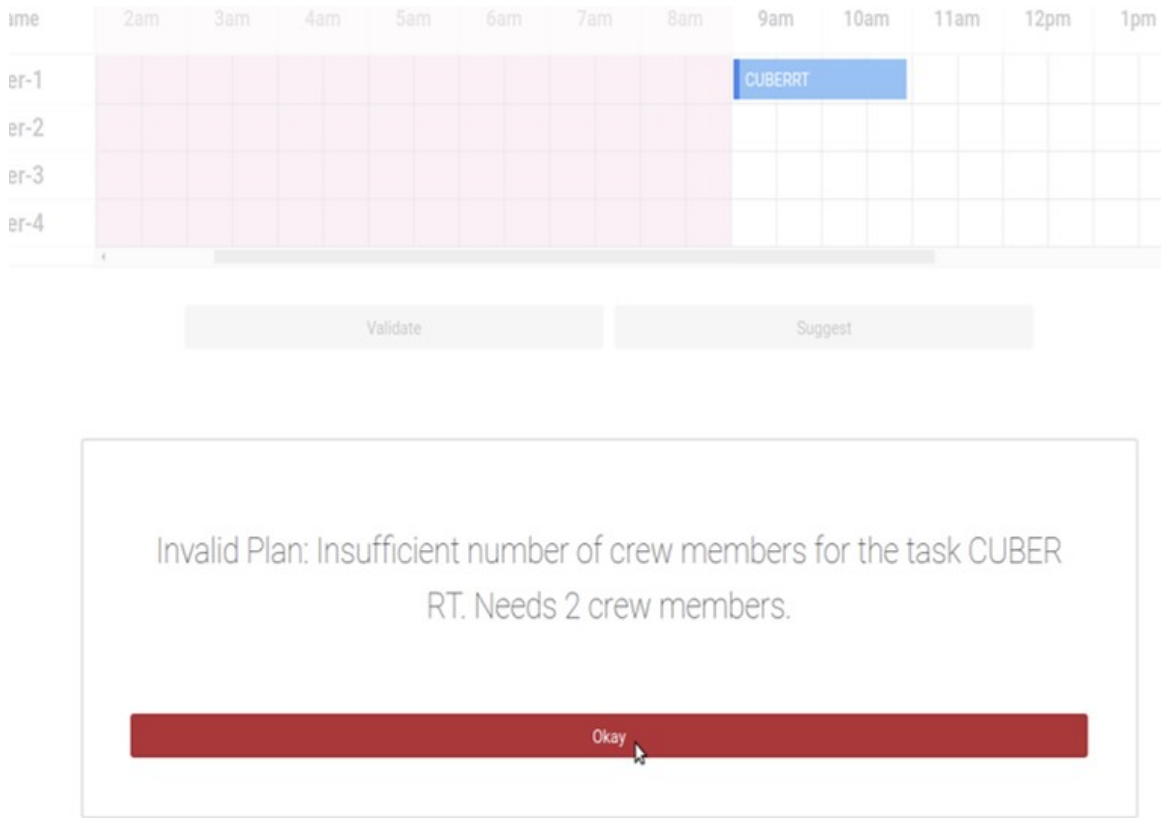 ame 2am 3am 4am 5am 6am 7am 8am 9am 10am 11am 12pm 1pm
er-1 CUBERRT
er-2
er-3
er-4
Validate Suggest
Invalid Plan: Insufficient number of crew members for the task CUBER
RT. Needs 2 crew members.
Okay